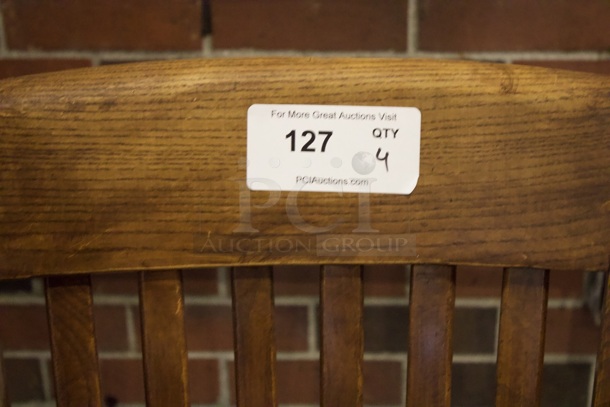 For More Great Auctions Visit
127 QTY
4
PCIAuctions.com
PCI
AUCTION GROUP